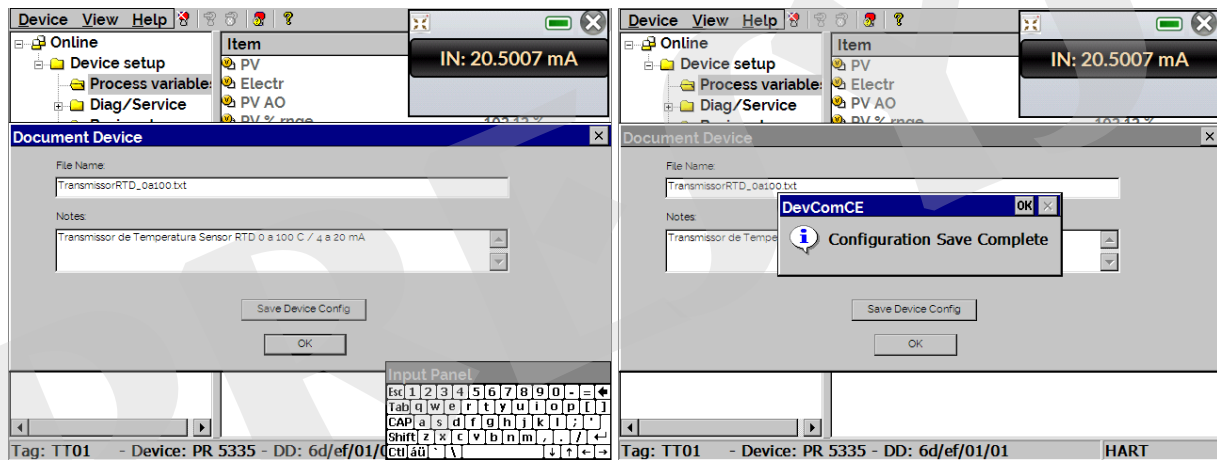 Device View Help
Online
Device setup
Process variable
Diag/Service
Item
PV
Electr
PV AO
PV % rnge
IN: 20.5007 mA
Document Device
File Name:
TransmissorRTD_0a100.txt
Notes:
Transmissor de Temperatura Sensor RTD 0 a 100 C / 4 a 20 mA
Save Device Config
OK
Input Panel
Esc 1 2 3 4 5 6 7 8 9 0 - =
Tab q w e r t y u i o p [ ]
CAP a s d f g h j k l ; '
Shift z x c v b n m , . /
Ctl áü ` \
Tag: TT01 - Device: PR 5335 - DD: 6d/ef/01/0
Device View Help
Online
Device setup
Process variable
Diag/Service
Item
PV
Electr
PV AO
PV % rnge
IN: 20.5007 mA
Document Device
File Name:
TransmissorRTD_0a100.txt
Notes:
Transmissor de Tempe
DevComCE OK
Configuration Save Complete
Save Device Config
OK
Tag: TT01 - Device: PR 5335 - DD: 6d/ef/01/01 HART